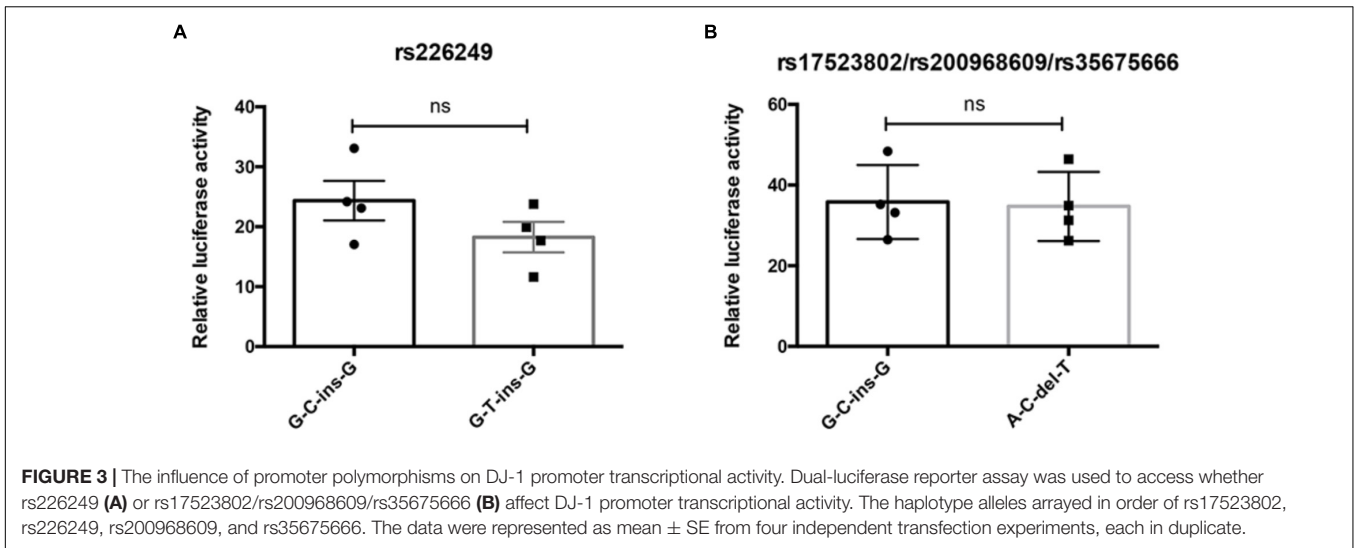 A
rs226249
Relative luciferase activity
40
30
20
10
0
ns
G-C-ins-G
G-T-ins-G
B
rs17523802/rs200968609/rs35675666
Relative luciferase activity
60
40
20
0
ns
G-C-ins-G
A-C-del-T
FIGURE 3 | The influence of promoter polymorphisms on DJ-1 promoter transcriptional activity. Dual-luciferase reporter assay was used to access whether
rs226249 (A) or rs17523802/rs200968609/rs35675666 (B) affect DJ-1 promoter transcriptional activity. The haplotype alleles arrayed in order of rs17523802,
rs226249, rs200968609, and rs35675666. The data were represented as mean ± SE from four independent transfection experiments, each in duplicate.